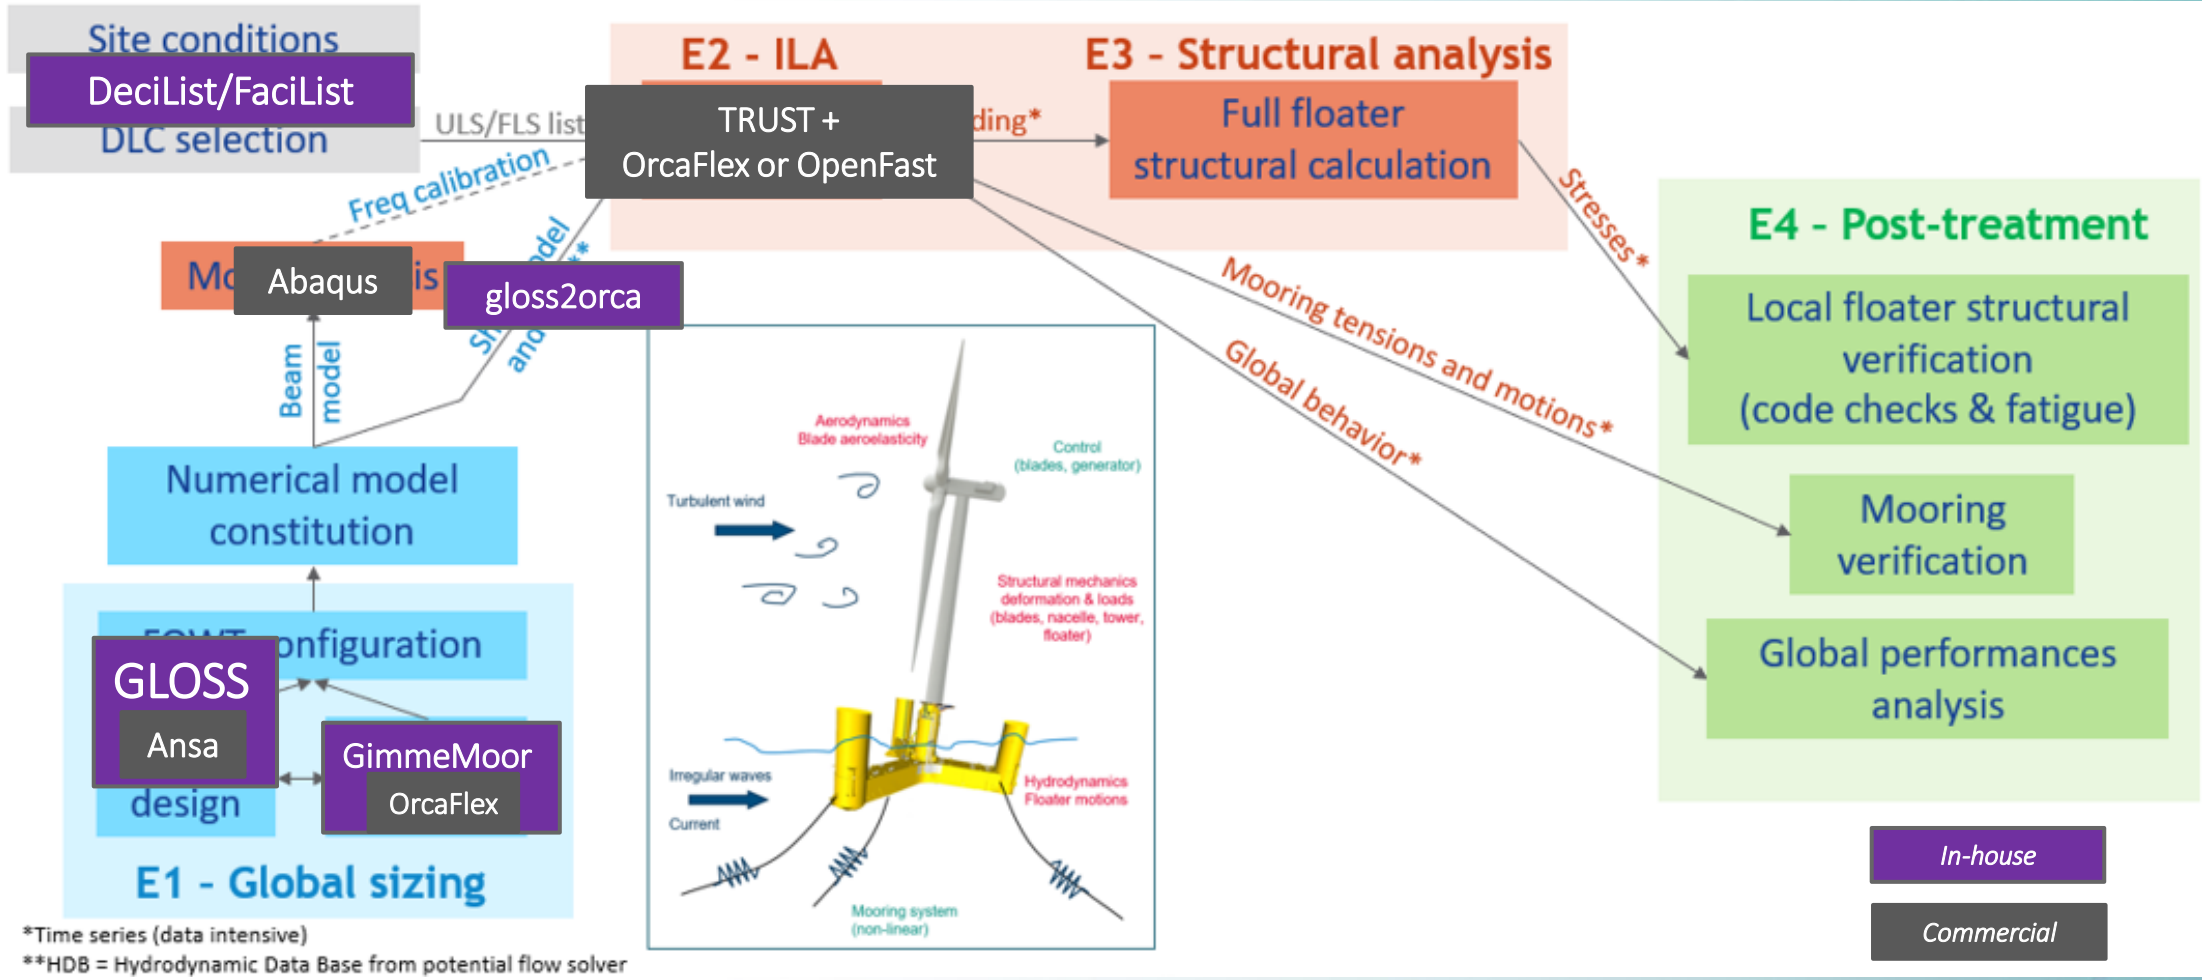 Site conditions
DeciList/FaciList
DLC selection
ULS/FLS list
Freq calibration
E2 - ILA
TRUST +
OrcaFlex or OpenFast
E3 - Structural analysis
Full floater
structural calculation
Stresses*
E4 - Post-treatment
Local floater structural
verification
(code checks & fatigue)
Mooring
verification
Global performances
analysis
Mooring tensions and motions*
Global behavior*
Abaqus
gloss2orca
and
Beam
model
Numerical model
constitution
GLOSS
Ansa
GimmeMoor
OrcaFlex
design
E1 - Global sizing
*Time series (data intensive)
**HDB = Hydrodynamic Data Base from potential flow solver
Aerodynamics
Blade aeroelasticity
Control
(blades, generator)
Turbulent wind
Structural mechanics
deformation & loads
(blades, nacelle, tower,
floater)
Irregular waves
Current
Hydrodynamics
Floater motions
Mooring system
(non-linear)
In-house
Commercial